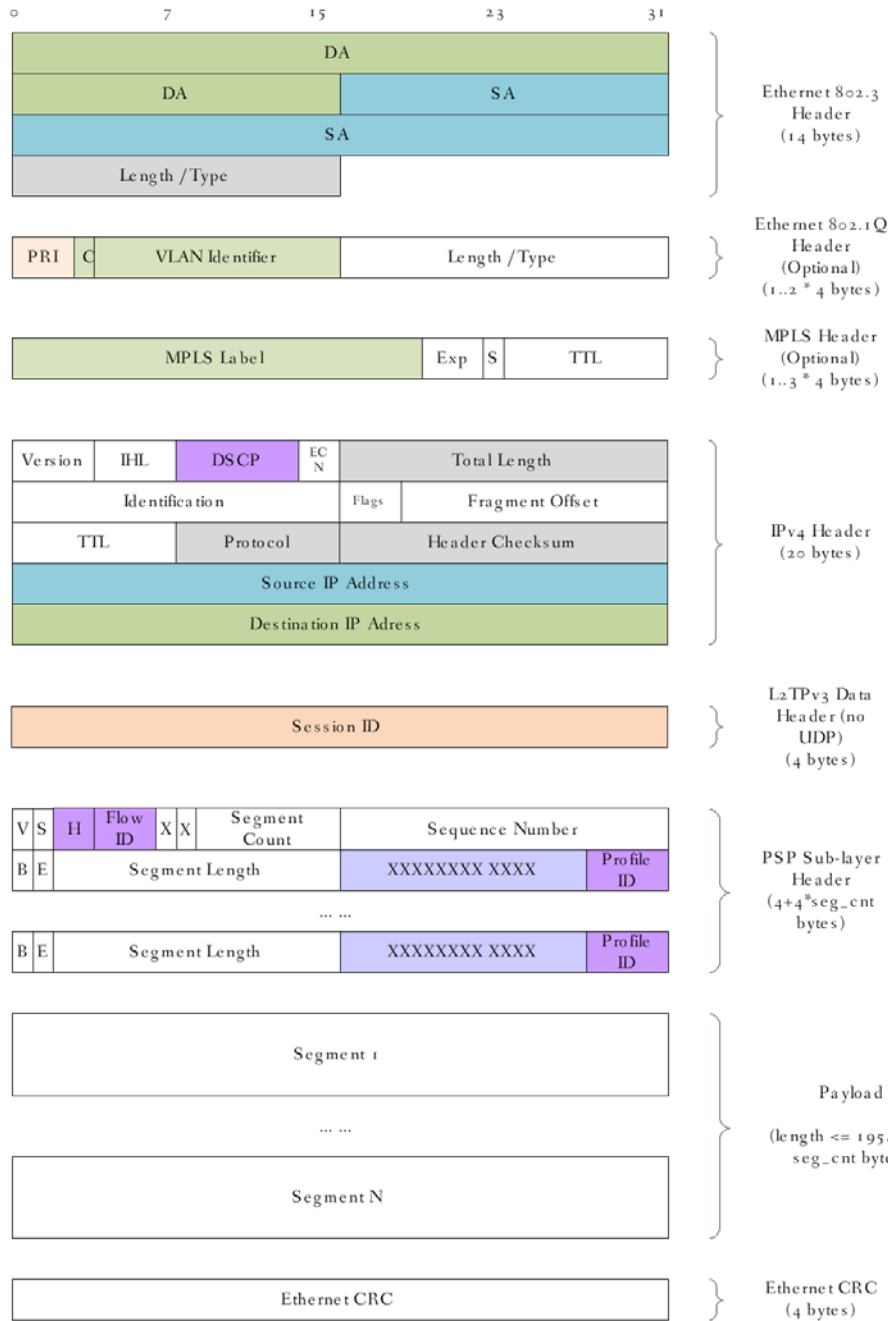 0 7 15 23 31
DA
DA SA
SA
Length /Type
Ethernet 802.3
Header
(14 bytes)
PRI C VLAN Identifier Length /Type
Ethernet 802.1Q
Header
(Optional)
(1..2 * 4 bytes)
MPLS Label Exp S TTL
MPLS Header
(Optional)
(1..3 * 4 bytes)
Version IHL DSCP EC
N Total Length
Identification Flags Fragment Offset
TTL Protocol Header Checksum
Source IP Address
Destination IP Adress
IPv4 Header
(20 bytes)
Session ID
L2TPv3 Data
Header (no
UDP)
(4 bytes)
V S H Flow
ID X X Segment
Count Sequence Number
B E Segment Length XXXXXXXX XXXX Profile
ID
... ...
B E Segment Length XXXXXXXX XXXX Profile
ID
PSP Sub-layer
Header
(4+4*seg_cnt
bytes)
Segment 1
... ...
Segment N
Payload
(length <= 195.
seg_cnt byt
Ethernet CRC
Ethernet CRC
(4 bytes)